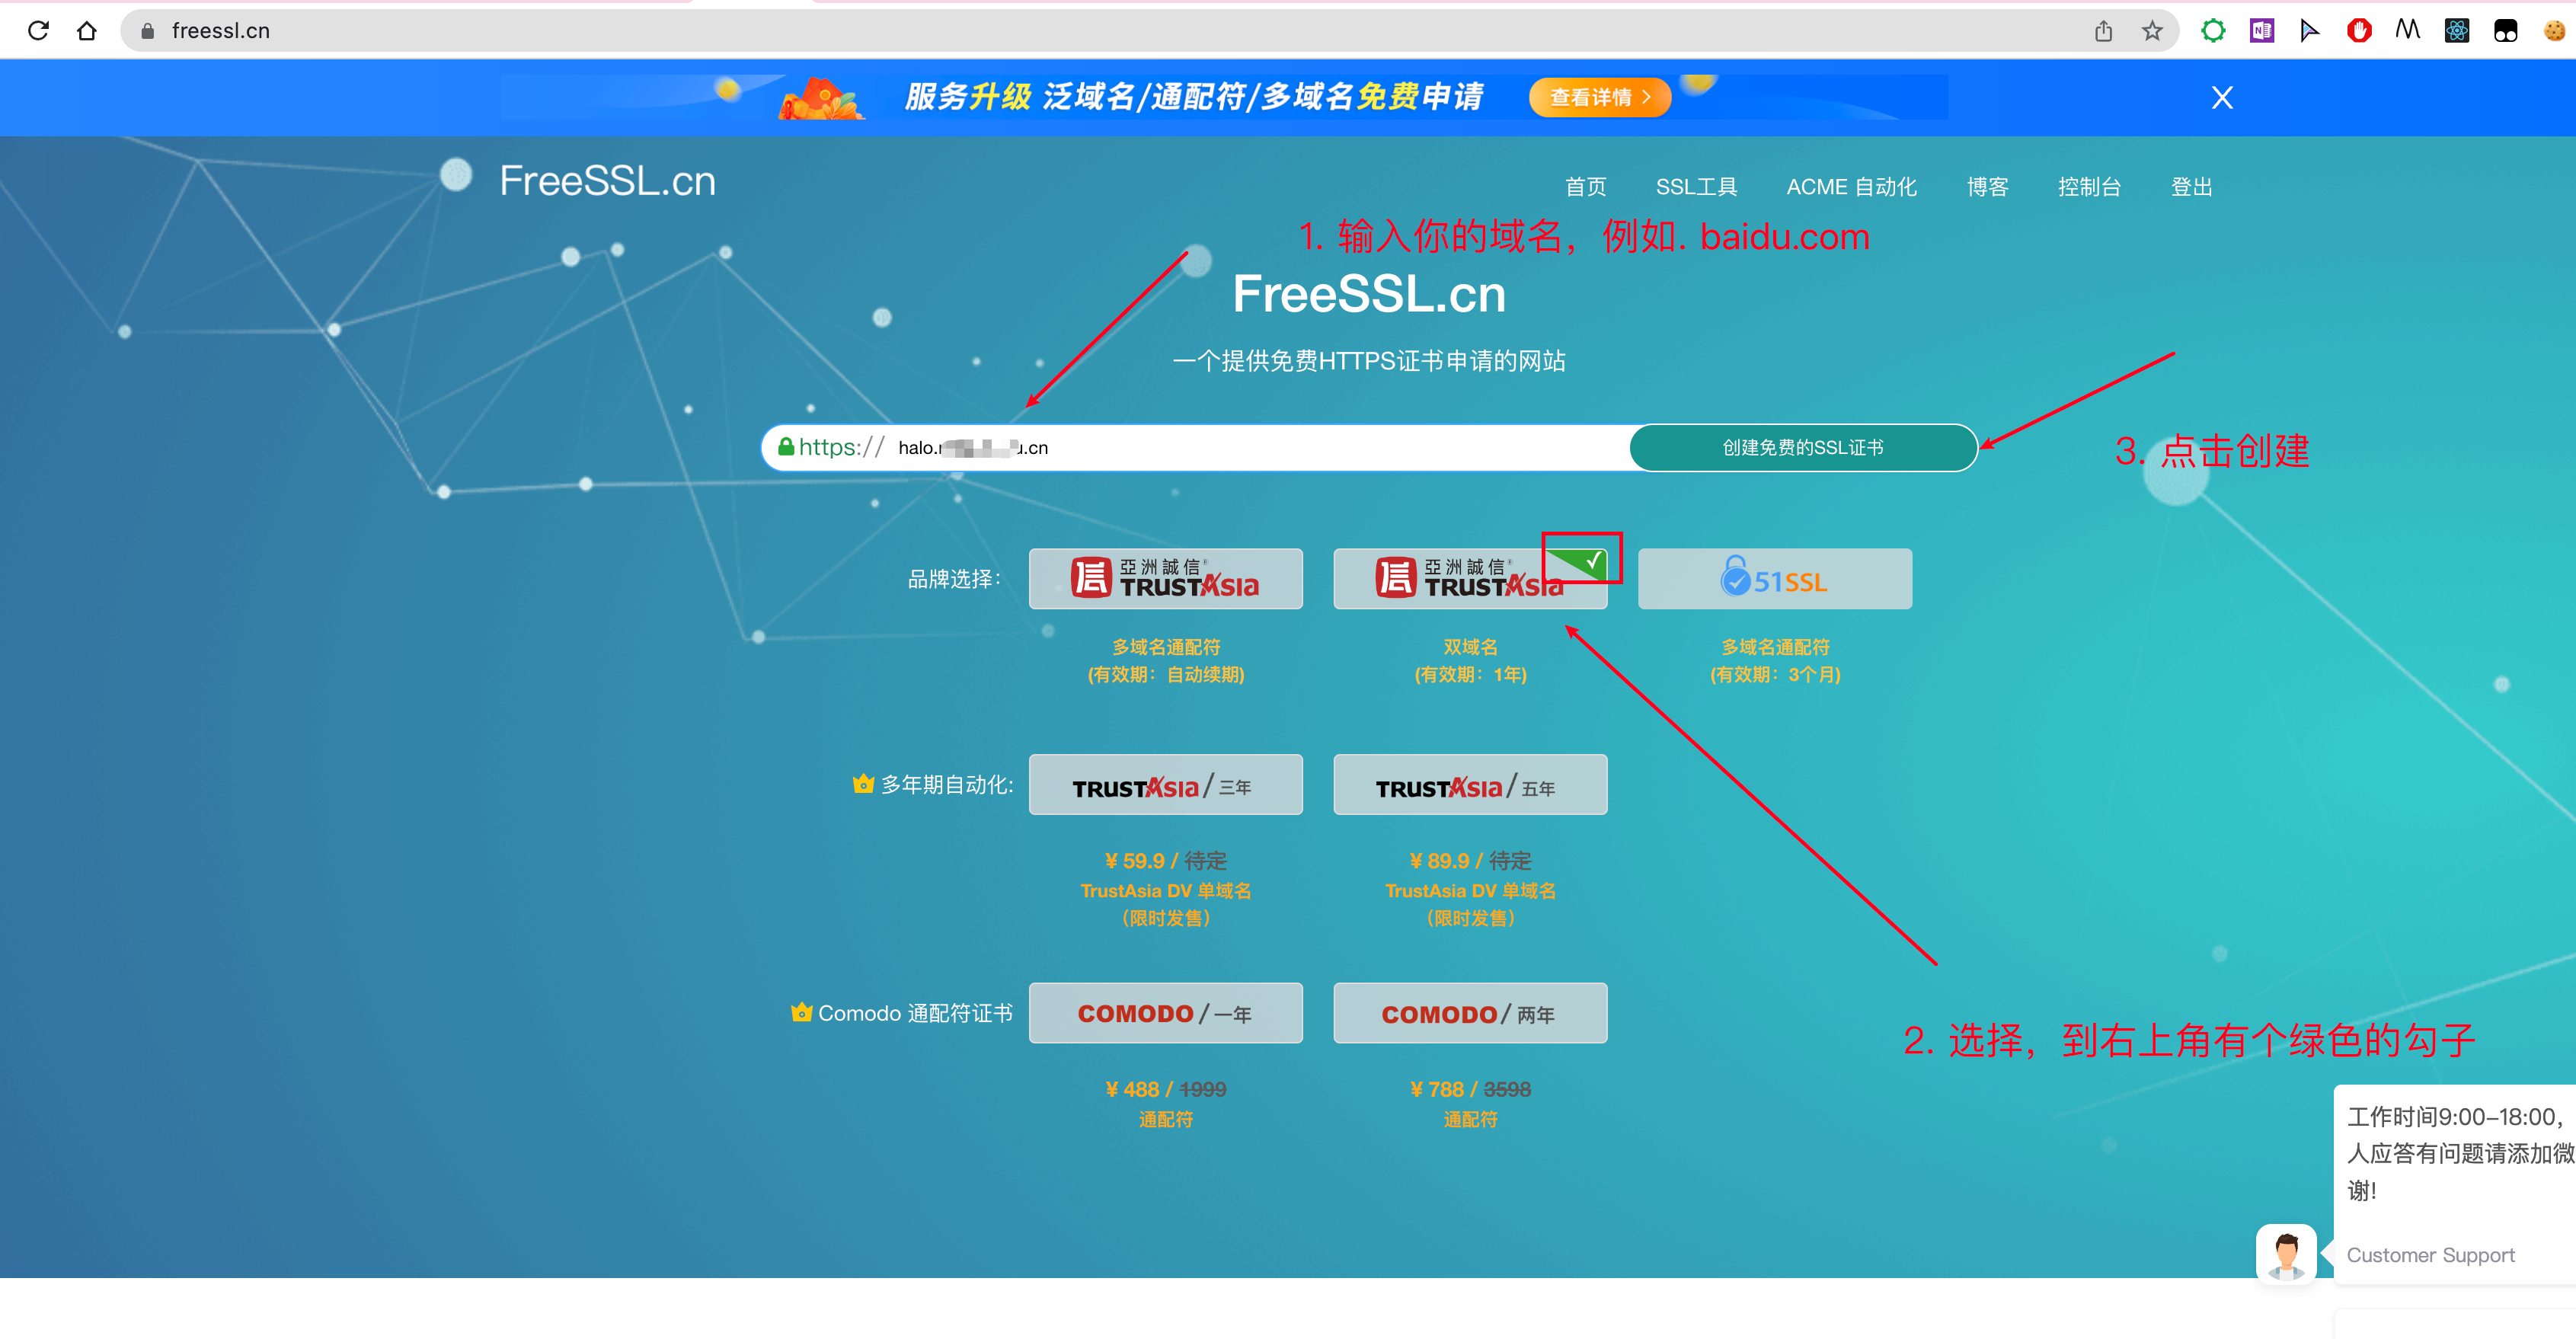 freessl.cn
服务升级 泛域名/通配符/多域名免费申请
查看详情 >
FreeSSL.cn
首页 SSL工具 ACME 自动化 博客 控制台 登出
1. 输入你的域名，例如. baidu.com
FreeSSL.cn
一个提供免费HTTPS证书申请的网站
https:// halo. .cn
创建免费的SSL证书
3. 点击创建
品牌选择：
亞洲誠信®
TRUSTAsia
亞洲誠信®
TRUSTAsia
51SSL
多域名通配符
(有效期：自动续期)
双域名
(有效期：1年)
多域名通配符
(有效期：3个月)
多年期自动化:
TRUSTAsia / 三年
TRUSTAsia / 五年
¥ 59.9 / 待定
TrustAsia DV 单域名
（限时发售）
¥ 89.9 / 待定
TrustAsia DV 单域名
（限时发售）
Comodo 通配符证书
COMODO / 一年
COMODO / 两年
2. 选择，到右上角有个绿色的勾子
¥ 488 / 1999
通配符
¥ 788 / 3598
通配符
工作时间9:00-18:00，
人应答有问题请添加微
谢!
Customer Support